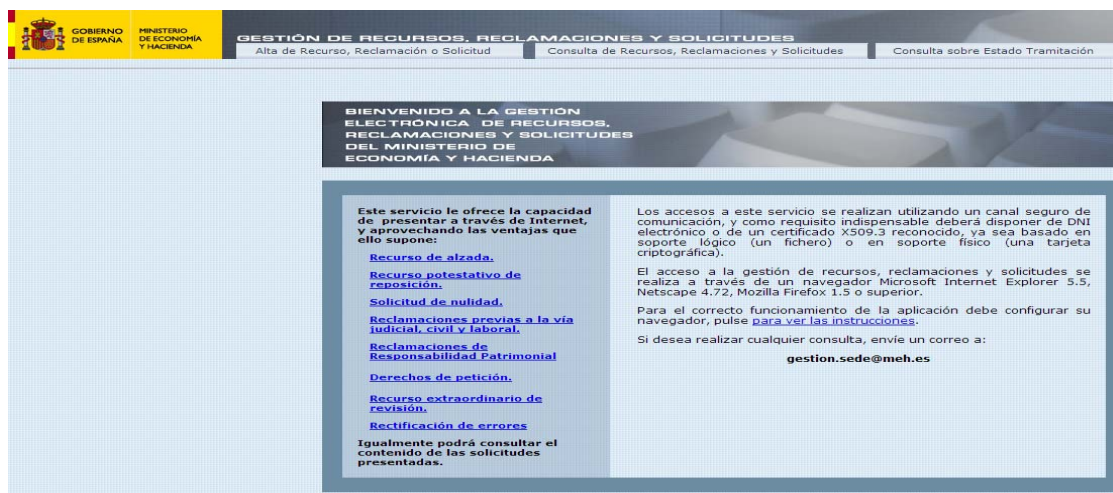 GOBIERNO
DE ESPAÑA
MINISTERIO
DE ECONOMÍA
Y HACIENDA
GESTIÓN DE RECURSOS, RECLAMACIONES Y SOLICITUDES
Alta de Recurso, Reclamación o Solicitud
Consulta de Recursos, Reclamaciones y Solicitudes
Consulta sobre Estado Tramitación
BIENVENIDO A LA GESTIÓN
ELECTRÓNICA DE RECURSOS,
RECLAMACIONES Y SOLICITUDES
DEL MINISTERIO DE
ECONOMÍA Y HACIENDA
Este servicio le ofrece la capacidad
de presentar a través de Internet,
y aprovechando las ventajas que
ello supone:
Recurso de alzada.
Recurso potestativo de
reposición.
Solicitud de nulidad.
Reclamaciones previas a la vía
judicial, civil y laboral.
Reclamaciones de
Responsabilidad Patrimonial
Derechos de petición.
Recurso extraordinario de
revisión.
Rectificación de errores
Igualmente podrá consultar el
contenido de las solicitudes
presentadas.
Los accesos a este servicio se realizan utilizando un canal seguro de
comunicación, y como requisito indispensable deberá disponer de DNI
electrónico o de un certificado X509.3 reconocido, ya sea basado en
soporte lógico (un fichero) o en soporte físico (una tarjeta
criptográfica).
El acceso a la gestión de recursos, reclamaciones y solicitudes se
realiza a través de un navegador Microsoft Internet Explorer 5.5,
Netscape 4.72, Mozilla Firefox 1.5 o superior.
Para el correcto funcionamiento de la aplicación debe configurar su
navegador, pulse para ver las instrucciones.
Si desea realizar cualquier consulta, envíe un correo a:
gestion.sede@meh.es